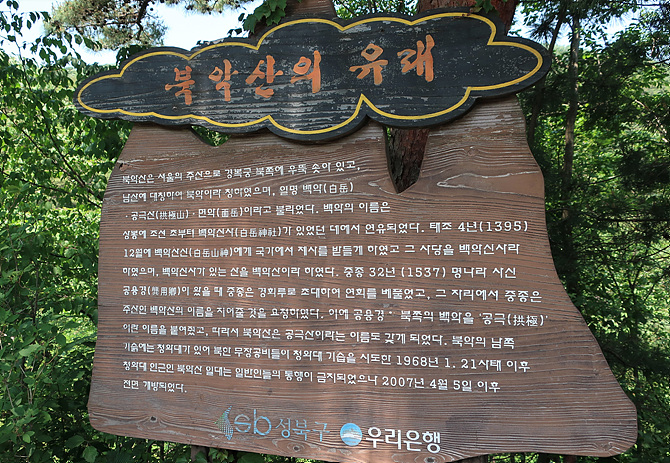 북악산의 유래
북악산은 서울의 주산으로 경복궁 북쪽에 우뚝 솟아 있고,
남산에 대칭하여 북악이라 칭하였으며, 일명 백악(白岳)
·공극산(拱極山)·면악(面岳)이라고 불리었다. 백악의 이름은
상봉에 조선 초부터 백악신사(白岳神社)가 있었던 데에서 연유되었다. 태조 4년(1395)
12월에 백악산신(白岳山神)에게 국가에서 제사를 받들게 하였고 그 사당을 백악신사라
하였으며, 백악신사가 있는 산을 백악산이라 하였다. 중종 32년 (1537) 명나라 사신
공용경(龔用卿)이 왔을 때 중종은 경회루로 초대하여 연회를 베풀었고, 그 자리에서 중종은
주산인 백악산의 이름을 지어줄 것을 요청하였다. 이에 공용경 북쪽의 백악을 '공극(拱極)'
이란 이름을 붙여줬고, 따라서 북악산은 공극산이라는 이름도 갖게 되었다. 북악의 남쪽
기슭에는 청와대가 있어 북인 무장공비들이 청와대 기습을 시도한 1968년 1. 21사태 이후
청와대 인근인 북악산 일대는 일반인들의 통행이 금지되었으나 2007년 4월 5일 이후
전면 개방되었다.
sb성북구 우리은행